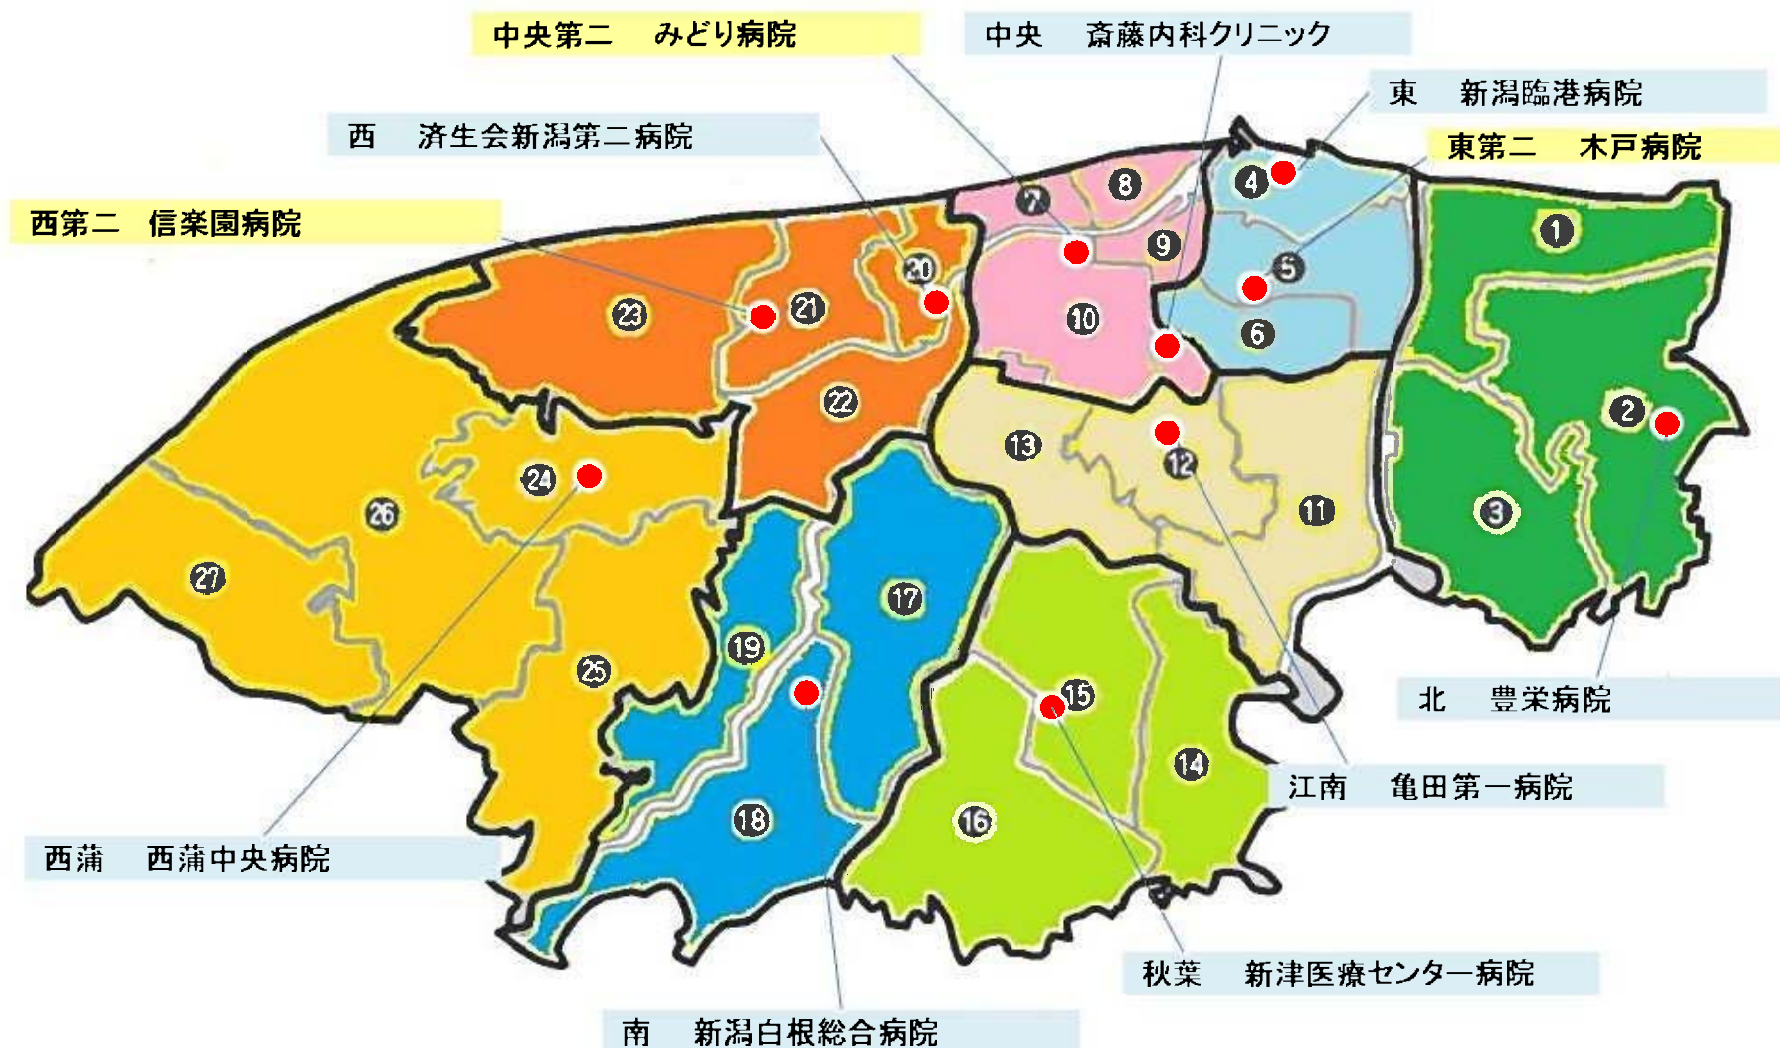 中央第二 みどり病院
中央 斎藤内科クリニック
東 新潟臨港病院
西 済生会新潟第二病院
東第二 木戸病院
西第二 信楽園病院
7
8
4
1
9
5
20
23
21
10
6
22
2
13
12
24
26
11
3
27
17
19
25
15
北 豊栄病院
14
江南 亀田第一病院
18
16
西蒲 西蒲中央病院
秋葉 新津医療センター病院
南 新潟白根総合病院